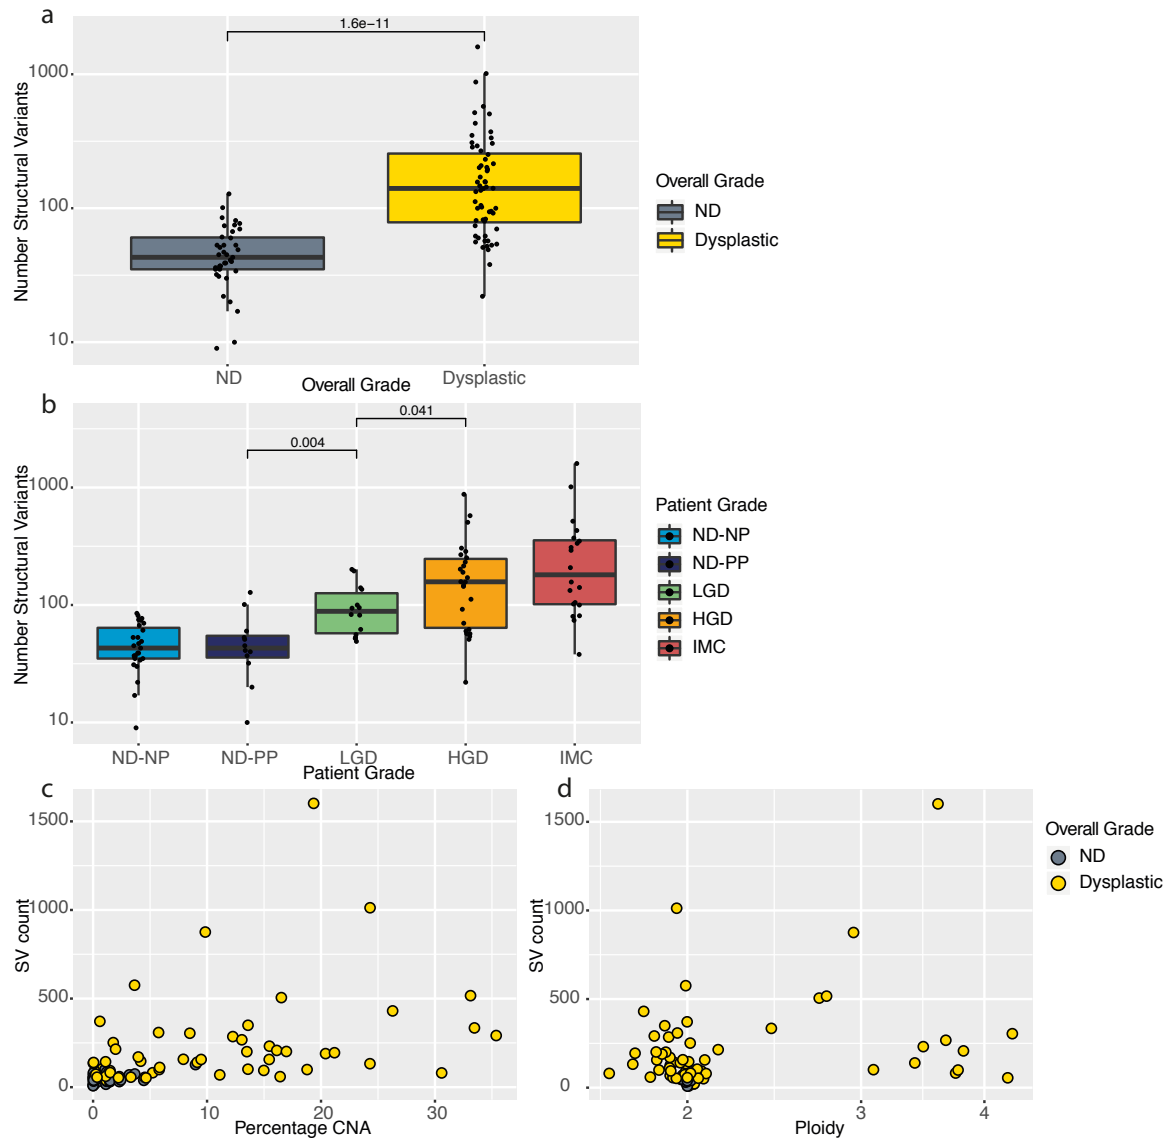 a
1.6e−11
1000
100
10
Number Structural Variants
ND
Dysplastic
Overall Grade
Overall Grade
ND
Dysplastic
b
0.041
0.004
1000
100
10
Number Structural Variants
ND-NP
ND-PP
LGD
HGD
IMC
Patient Grade
Patient Grade
ND-NP
ND-PP
LGD
HGD
IMC
c
1500
1000
500
0
SV count
0
10
20
30
Percentage CNA
d
1500
1000
500
0
SV count
2
3
4
Ploidy
Overall Grade
ND
Dysplastic